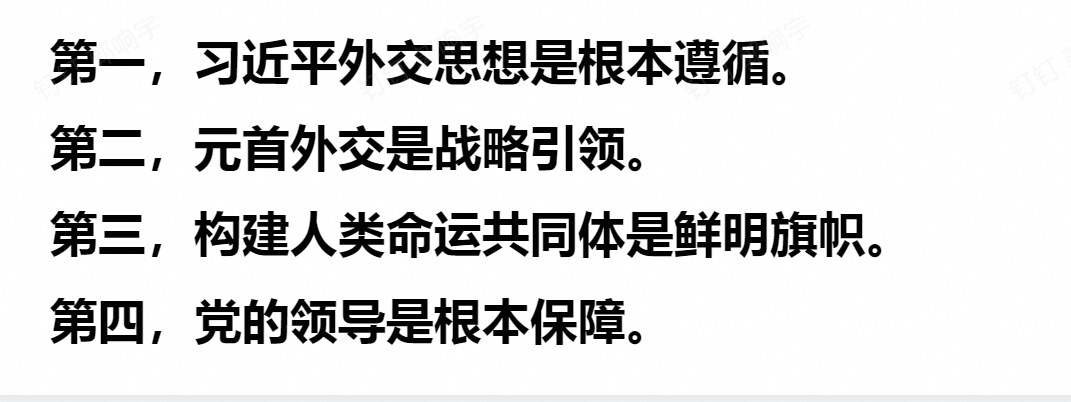 第一，习近平外交思想是根本遵循。
第二，元首外交是战略引领。
第三，构建人类命运共同体是鲜明旗帜。
第四，党的领导是根本保障。